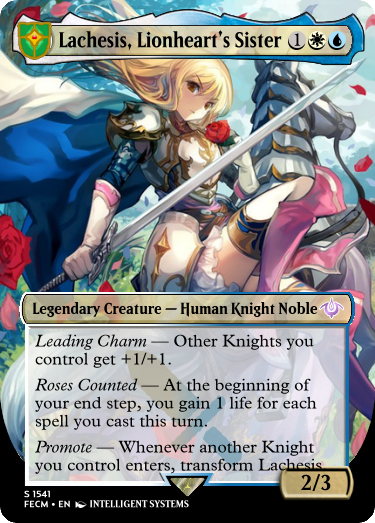 Lachesis, Lionheart's Sister 1
Legendary Creature — Human Knight Noble
Leading Charm — Other Knights you
control get +1/+1.
Roses Counted — At the beginning of
your end step, you gain 1 life for each
spell you cast this turn.
Promote — Whenever another Knight
you control enters, transform Lachesis
2/3
S 1541
FECM • EN INTELLIGENT SYSTEMS